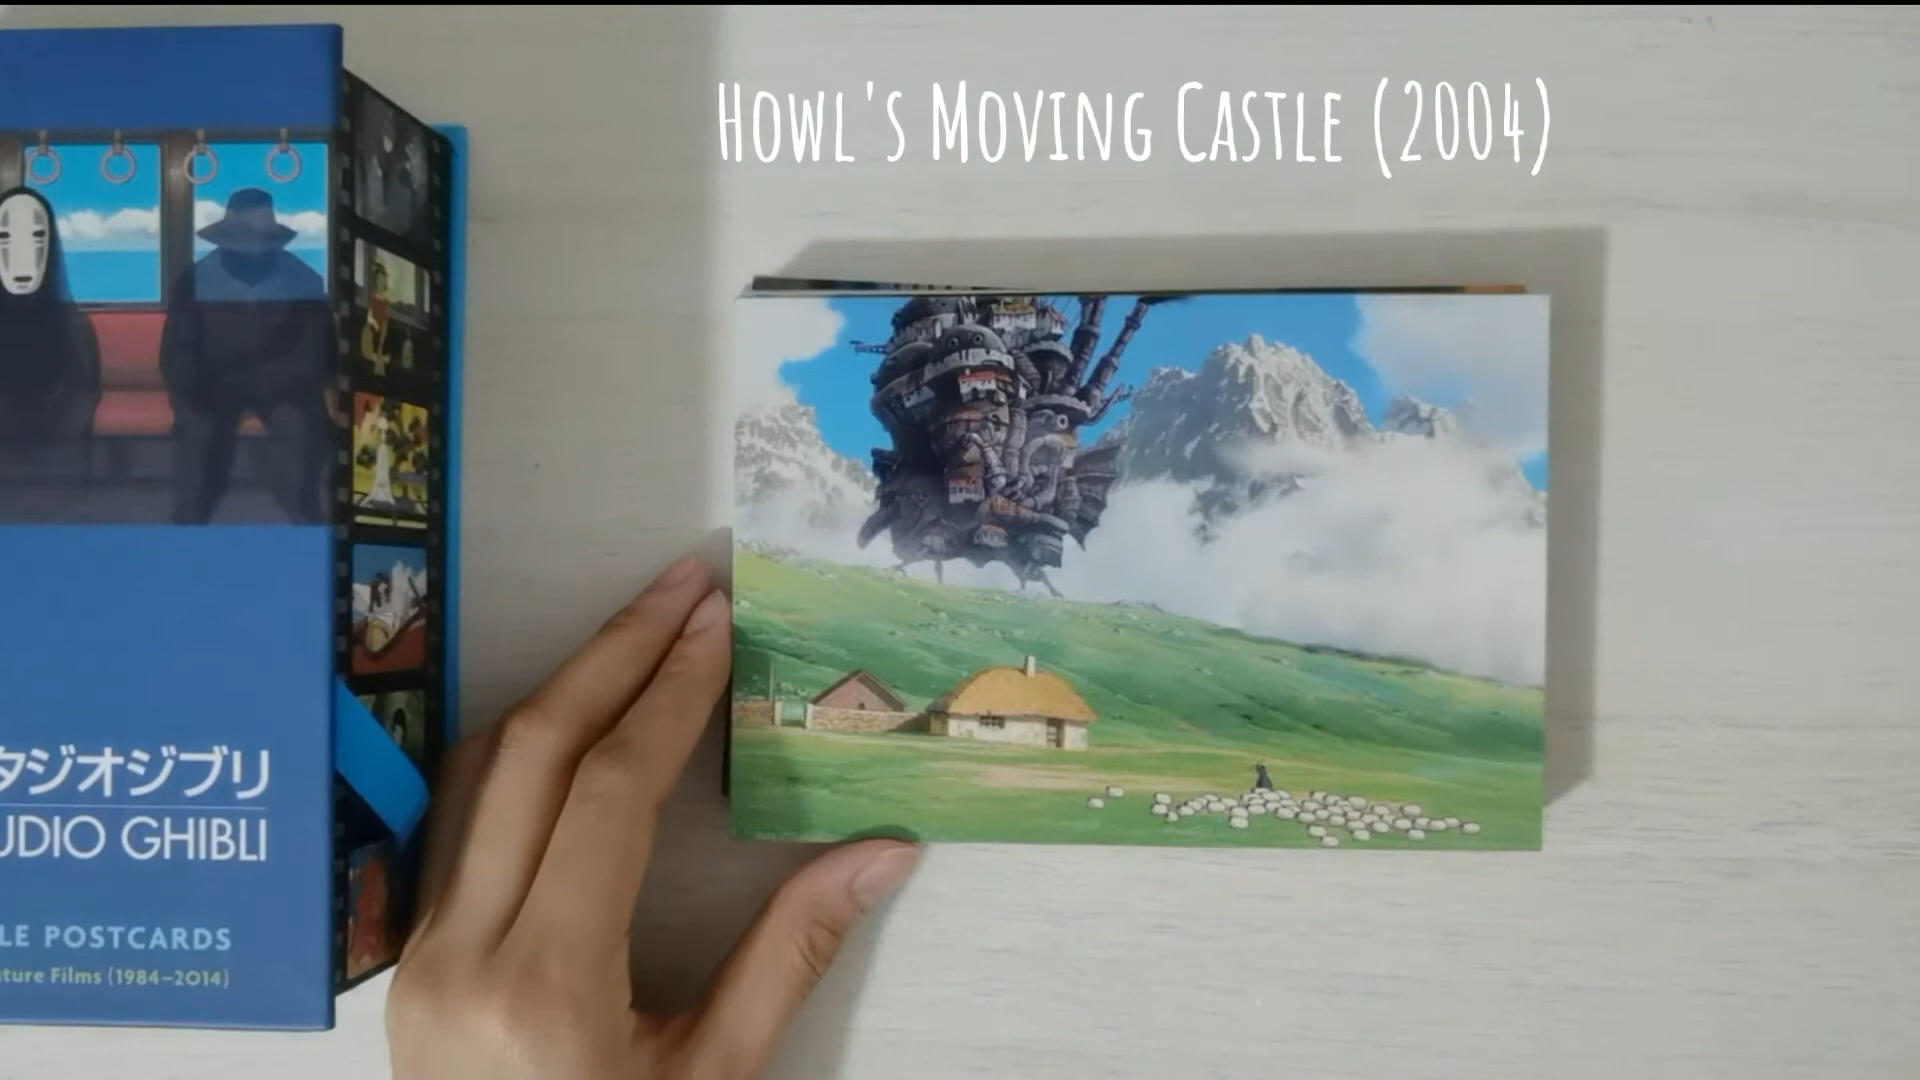 HOWL'S MOVING CASTLE (2004)
タジオジブリ
UDIO GHIBLI
LE POSTCARDS
ture Films (1984–2014)